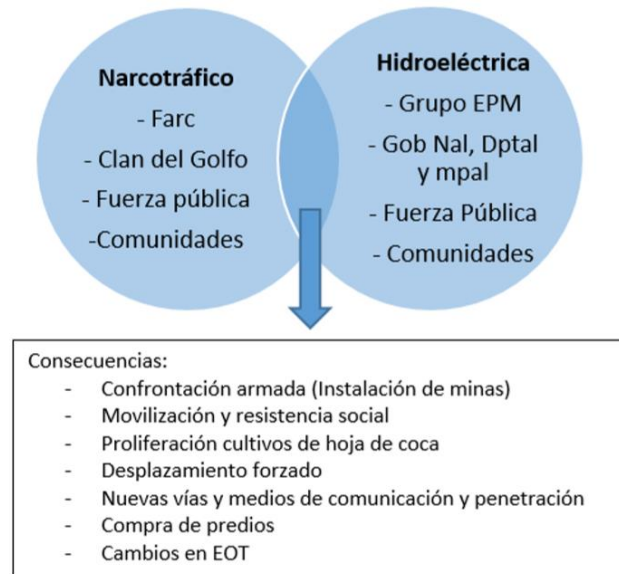 Narcotráfico
- Farc
- Clan del Golfo
- Fuerza pública
-Comunidades
Hidroeléctrica
- Grupo EPM
- Gob Nal, Dptal
y mpal
- Fuerza Pública
- Comunidades
Consecuencias:
- Confrontación armada (Instalación de minas)
- Movilización y resistencia social
- Proliferación cultivos de hoja de coca
- Desplazamiento forzado
- Nuevas vías y medios de comunicación y penetración
- Compra de predios
- Cambios en EOT